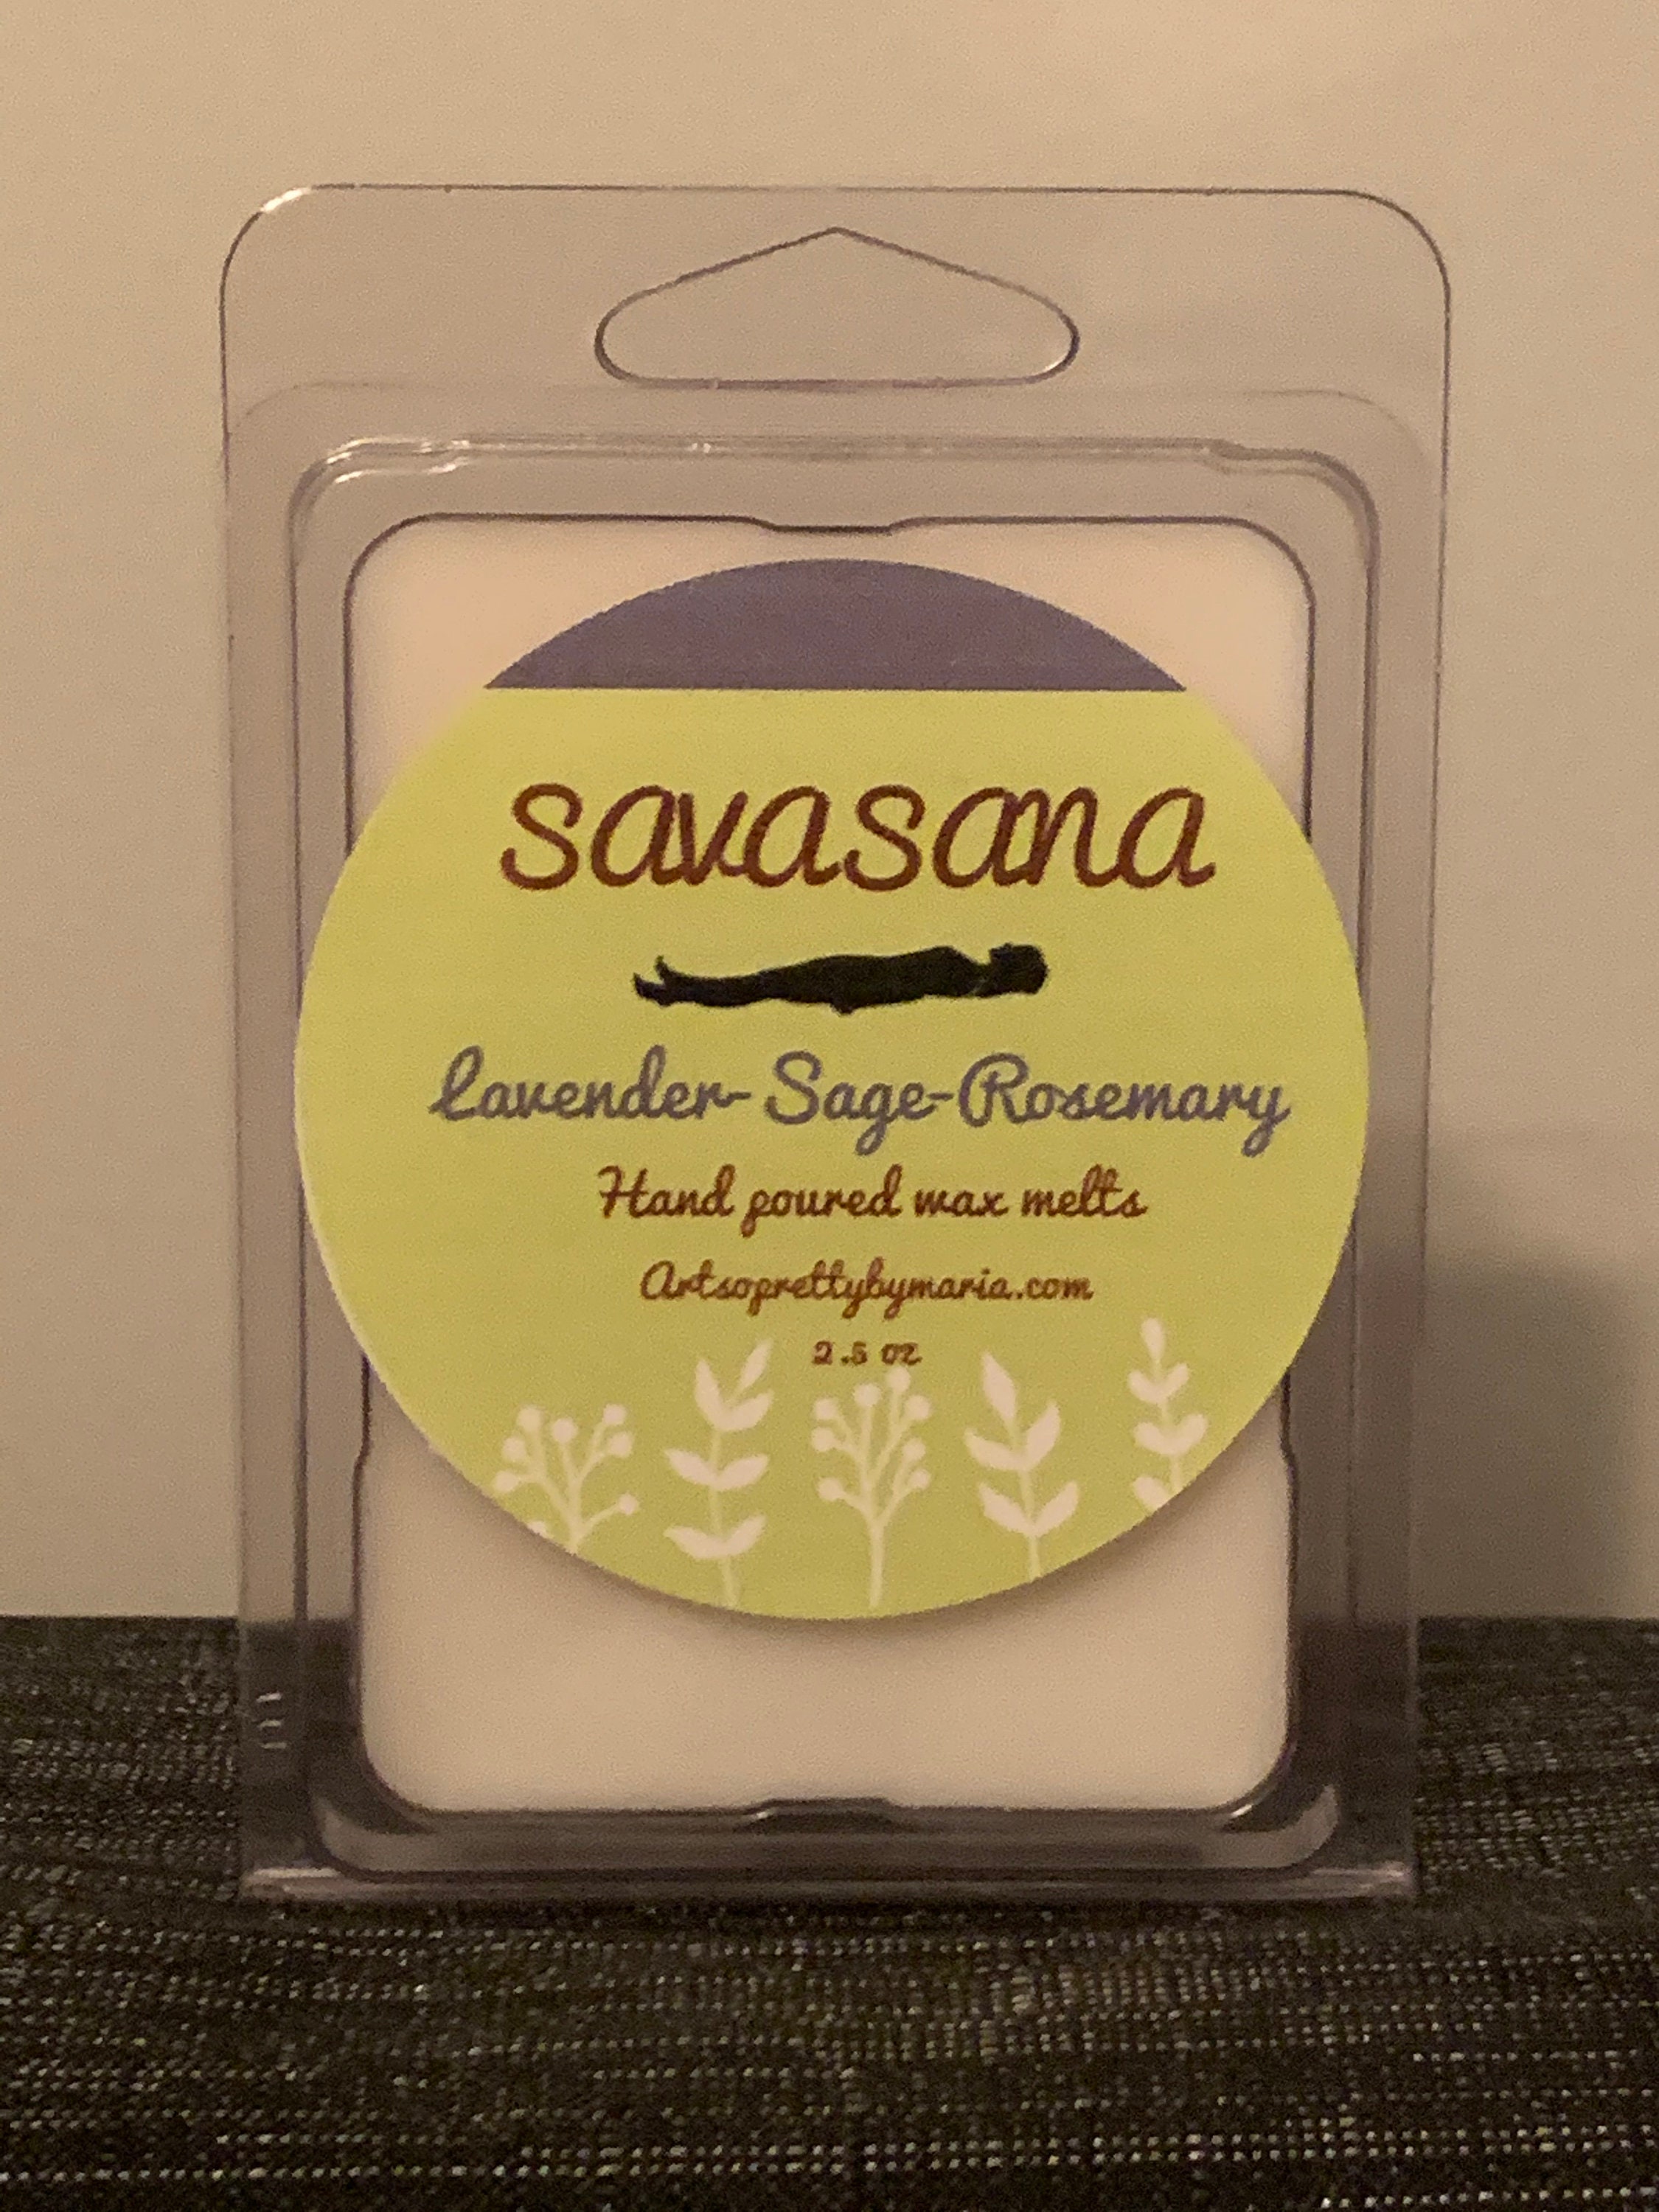 savasana
Lavender-Sage-Rosemary
Hand poured wax melts
Artsoprettybymaria.com
2.5 oz